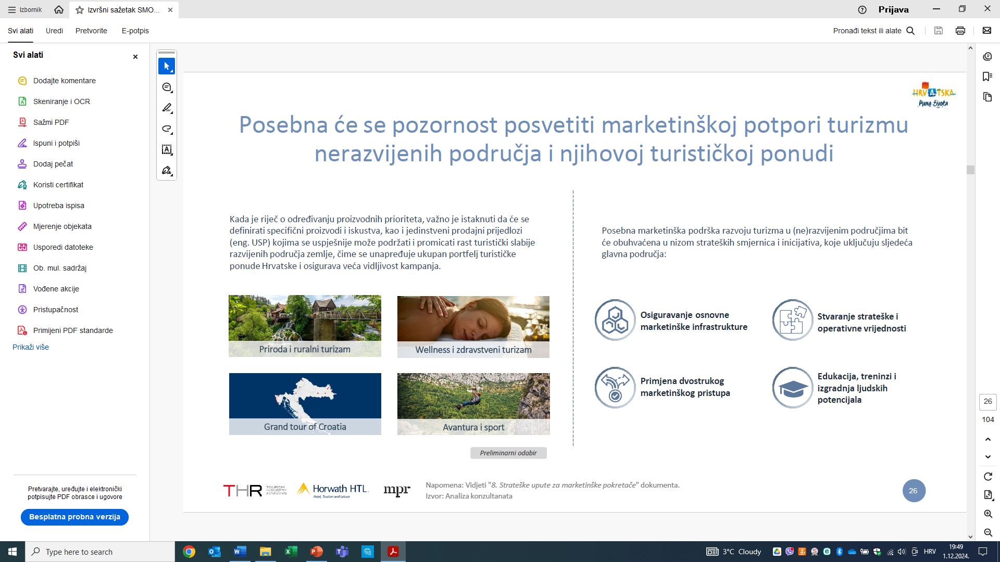 Izbornik
Izvršni sažetak SMO...
Prijava
Svi alati
Uredi
Pretvorite
E-potpis
Pronađi tekst ili alate
Svi alati
Dodajte komentare
Skeniranje i OCR
Sažmi PDF
Ispuni i potpiši
Dodaj pečat
Koristi certifikat
Upotreba ispisa
Mjerenje objekata
Usporedi datoteke
Ob. mul. sadržaj
Vođene akcije
Pristupačnost
Primijeni PDF standarde
Prikaži više
Pretvarajte, uređujte i elektronički
potpisujte PDF obrasce i ugovore
Besplatna probna verzija
HRVATSKA
Puna života
Posebna će se pozornost posvetiti marketinškoj potpori turizmu
nerazvijenih područja i njihovoj turističkoj ponudi
Kada je riječ o određivanju proizvodnih prioriteta, važno je istaknuti da će se
definirati specifični proizvodi i iskustva, kao i jedinstveni prodajni prijedlozi
(eng. USP) kojima se uspješnije može podržati i promicati rast turistički slabije
razvijenih područja zemlje, čime se unapređuje ukupan portfelj turističke
ponude Hrvatske i osigurava veća vidljivost kampanja.
Priroda i ruralni turizam
Wellness i zdravstveni turizam
Grand tour of Croatia
Avantura i sport
Preliminarni odabir
Posebna marketinška podrška razvoju turizma u (ne)razvijenim područjima bit
će obuhvaćena u nizom strateških smjernica i inicijativa, koje uključuju sljedeća
glavna područja:
Osiguravanje osnovne
marketinške infrastrukture
Stvaranje strateške i
operativne vrijednosti
Primjena dvostrukog
marketinškog pristupa
Edukacija, treninzi i
izgradnja ljudskih
potencijala
THR TOURISM
INDUSTRY
ADVISORS
Horwath HTL.
Hotel, Tourism and Leisure
mpr
Napomena: Vidjeti "8. Strateške upute za marketinške pokretače" dokumenta.
Izvor: Analiza konzultanata
26
26
104
Type here to search
3°C Cloudy
HRV
19:49
1.12.2024.